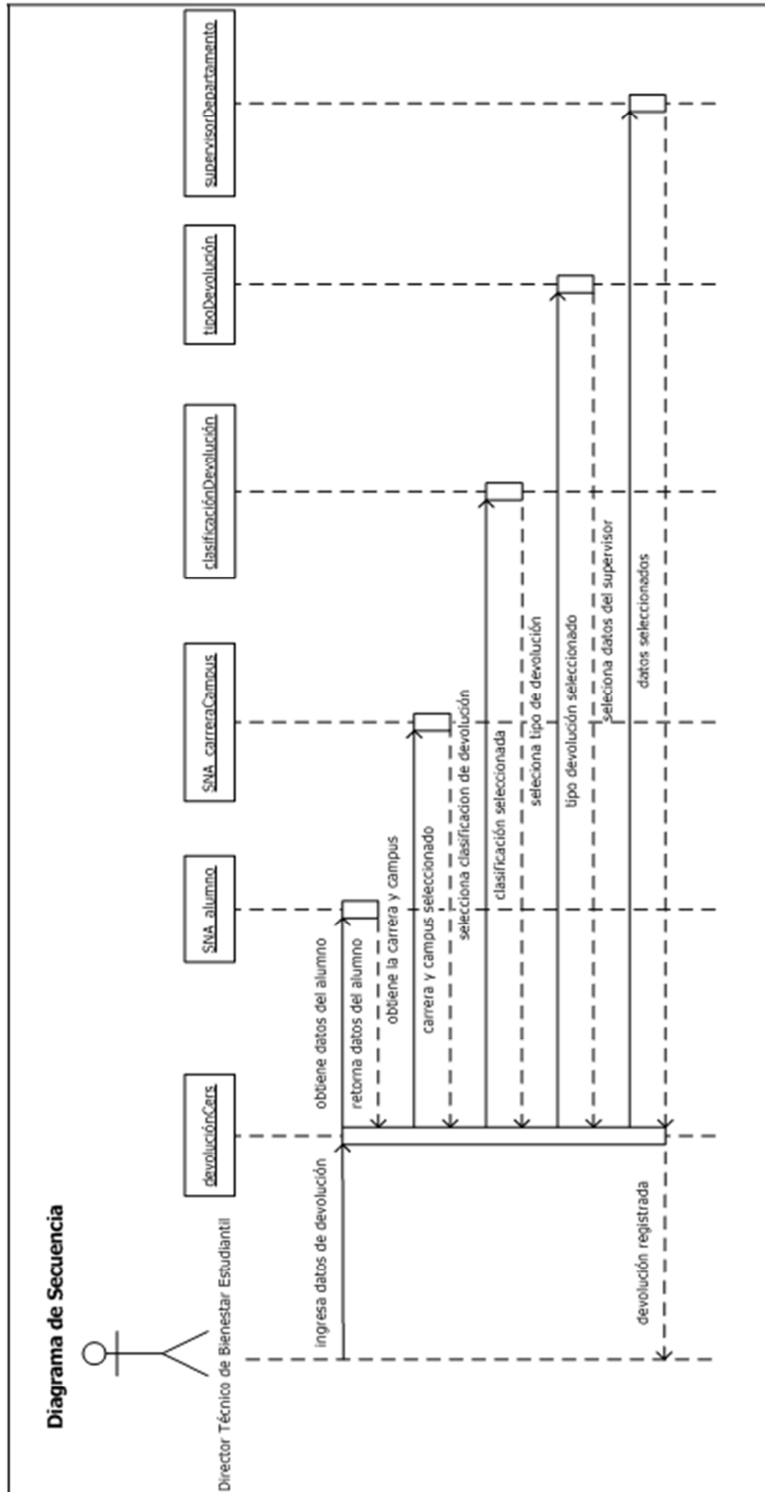 Diagrama de Secuencia
Director Técnico de Bienestar Estudiantil
devoluciónCers
SNA_alumno
SNA_carreraCampus
clasificaciónDevolución
tipoDevolución
supervisorDepartamento
ingresa datos de devolución
obtiene datos del alumno
retorna datos del alumno
obtiene la carrera y campus
carrera y campus seleccionado
selecciona clasificacion de devolución
clasificación seleccionada
seleciona tipo de devolución
tipo devolución seleccionado
seleciona datos del supervisor
datos seleccionados
devolución registrada